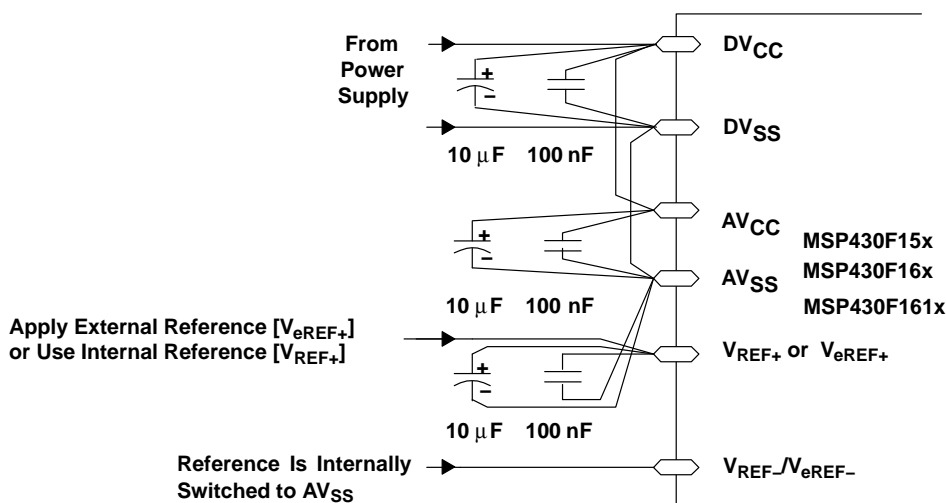 From
Power
Supply
DVCC
+
−
DVSS
10 μF 100 nF
AVCC
+
−
MSP430F15x
MSP430F16x
MSP430F161x
AVSS
10 μF 100 nF
Apply External Reference [VeREF+]
or Use Internal Reference [VREF+]
VREF+ or VeREF+
+
−
10 μF 100 nF
Reference Is Internally
Switched to AVSS
VREF−/VeREF−